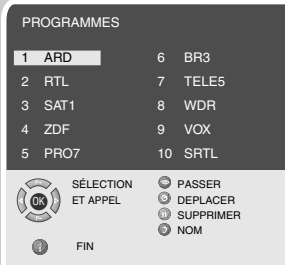 PROGRAMMES
1 ARD 6 BR3
2 RTL 7 TELE5
3 SAT1 8 WDR
4 ZDF 9 VOX
5 PRO7 10 SRTL
SÉLECTION PASSER
OK ET APPEL DEPLACER
SUPPRIMER
NOM
FIN